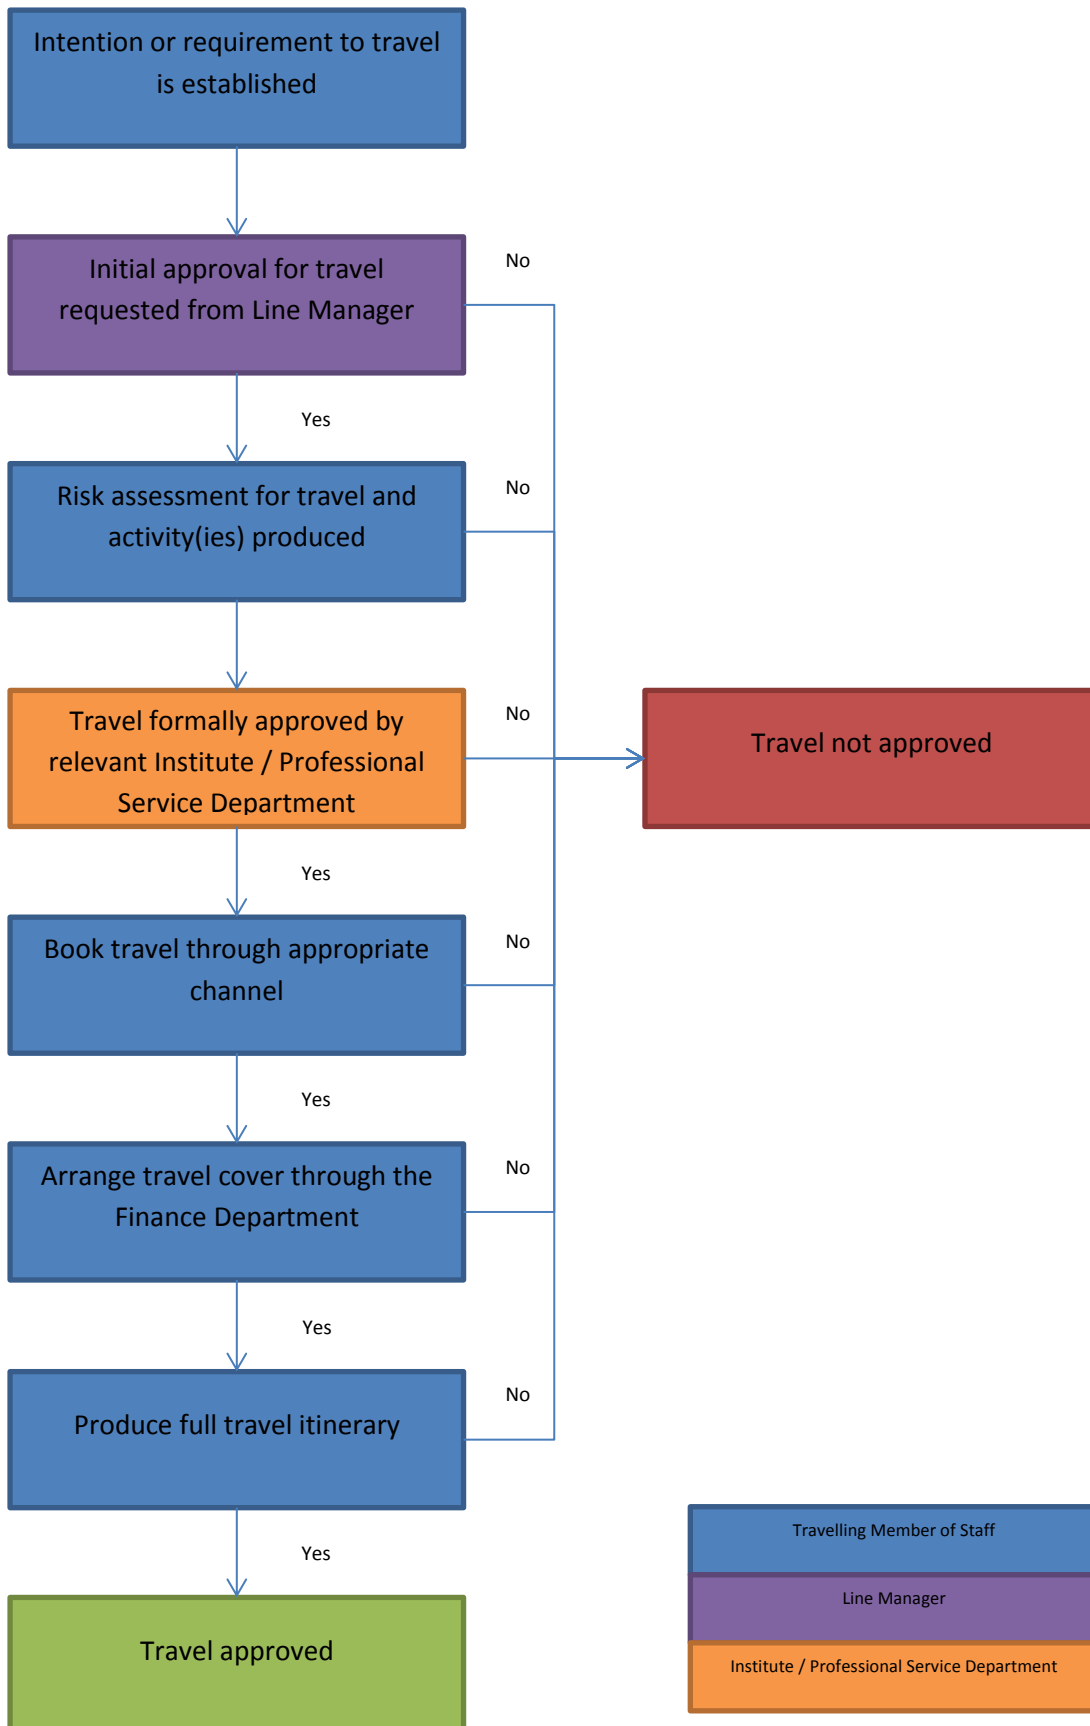 Intention or requirement to travel
is established
Initial approval for travel
requested from Line Manager
No
Yes
Risk assessment for travel and
activity(ies) produced
No
Travel formally approved by
relevant Institute / Professional
Service Department
No
Travel not approved
Yes
Book travel through appropriate
channel
No
Yes
Arrange travel cover through the
Finance Department
No
Yes
Produce full travel itinerary
No
Yes
Travel approved
Travelling Member of Staff
Line Manager
Institute / Professional Service Department